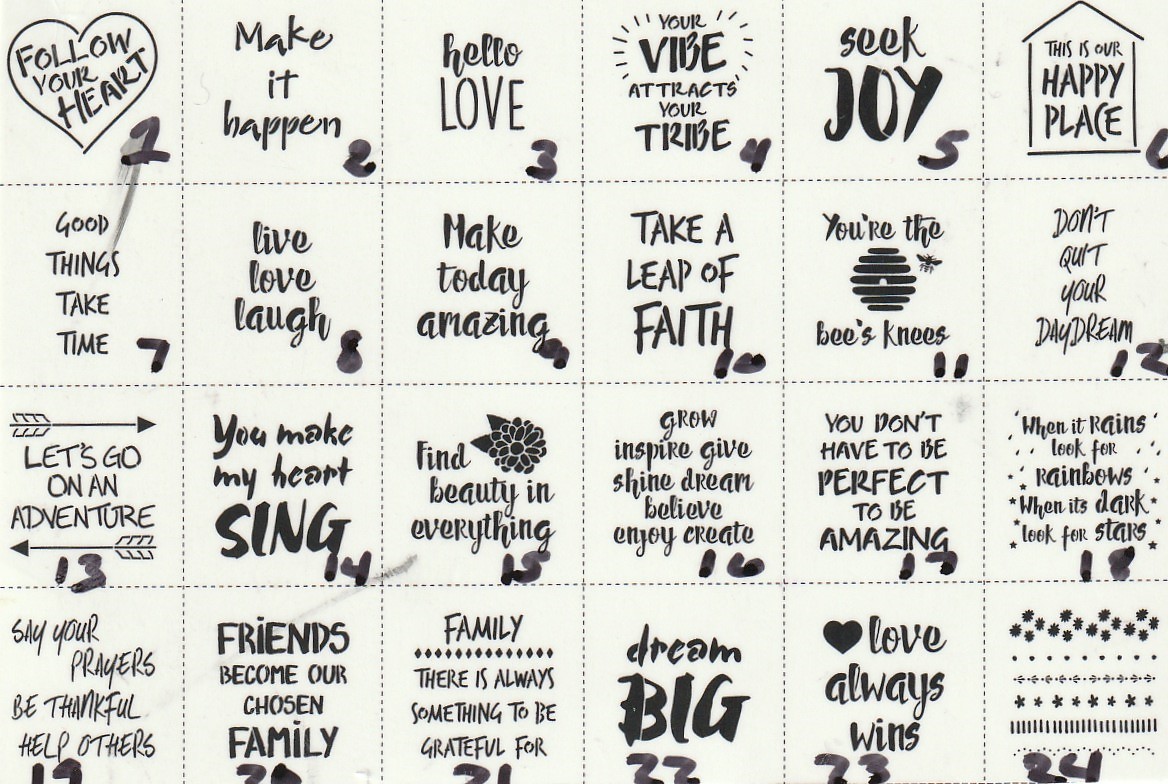 FOLLOW
YOUR
HEART
1
Make
it
happen
2
hello
LOVE
3
YOUR
VIBE
ATTRACTS
YOUR
TRIBE
4
seek
JOY
5
THIS IS OUR
HAPPY
PLACE
6
GOOD
THINGS
TAKE
TIME
7
live
love
laugh
8
Make
today
amazing
9
TAKE A
LEAP OF
FAITH
10
You're the
bee's knees
11
DON'T
QUIT
YOUR
DAYDREAM
12
LET'S GO
ON AN
ADVENTURE
13
You make
my heart
SING
14
Find
beauty in
everything
15
grow
inspire give
shine dream
believe
enjoy create
16
YOU DON'T
HAVE TO BE
PERFECT
TO BE
AMAZING
17
When it Rains
look for
rainbows
When its dark
look for stars
18
SAY YOUR
PRAYERS
BE THANKFUL
HELP OTHERS
19
FRIENDS
BECOME OUR
CHOSEN
FAMILY
20
FAMILY
THERE IS ALWAYS
SOMETHING TO BE
GRATEFUL FOR
21
dream
BIG
22
love
always
wins
23
24